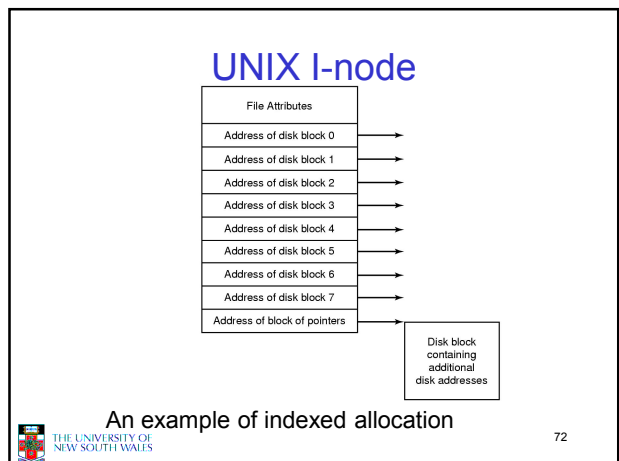 UNIX I-node
File Attributes
Address of disk block 0
Address of disk block 1
Address of disk block 2
Address of disk block 3
Address of disk block 4
Address of disk block 5
Address of disk block 6
Address of disk block 7
Address of block of pointers
Disk block
containing
additional
disk addresses
An example of indexed allocation
THE UNIVERSITY OF
NEW SOUTH WALES
72